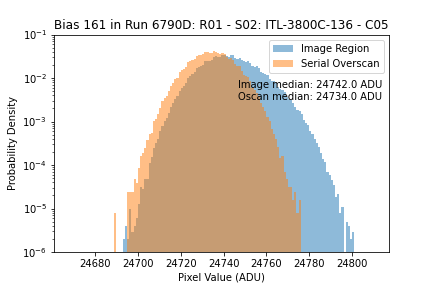 Bias 161 in Run 6790D: R01 - S02: ITL-3800C-136 - C05
10⁻¹
10⁻²
10⁻³
10⁻⁴
10⁻⁵
10⁻⁶
Probability Density
Image Region
Serial Overscan
Image median: 24742.0 ADU
Oscan median: 24734.0 ADU
24680 24700 24720 24740 24760 24780 24800
Pixel Value (ADU)